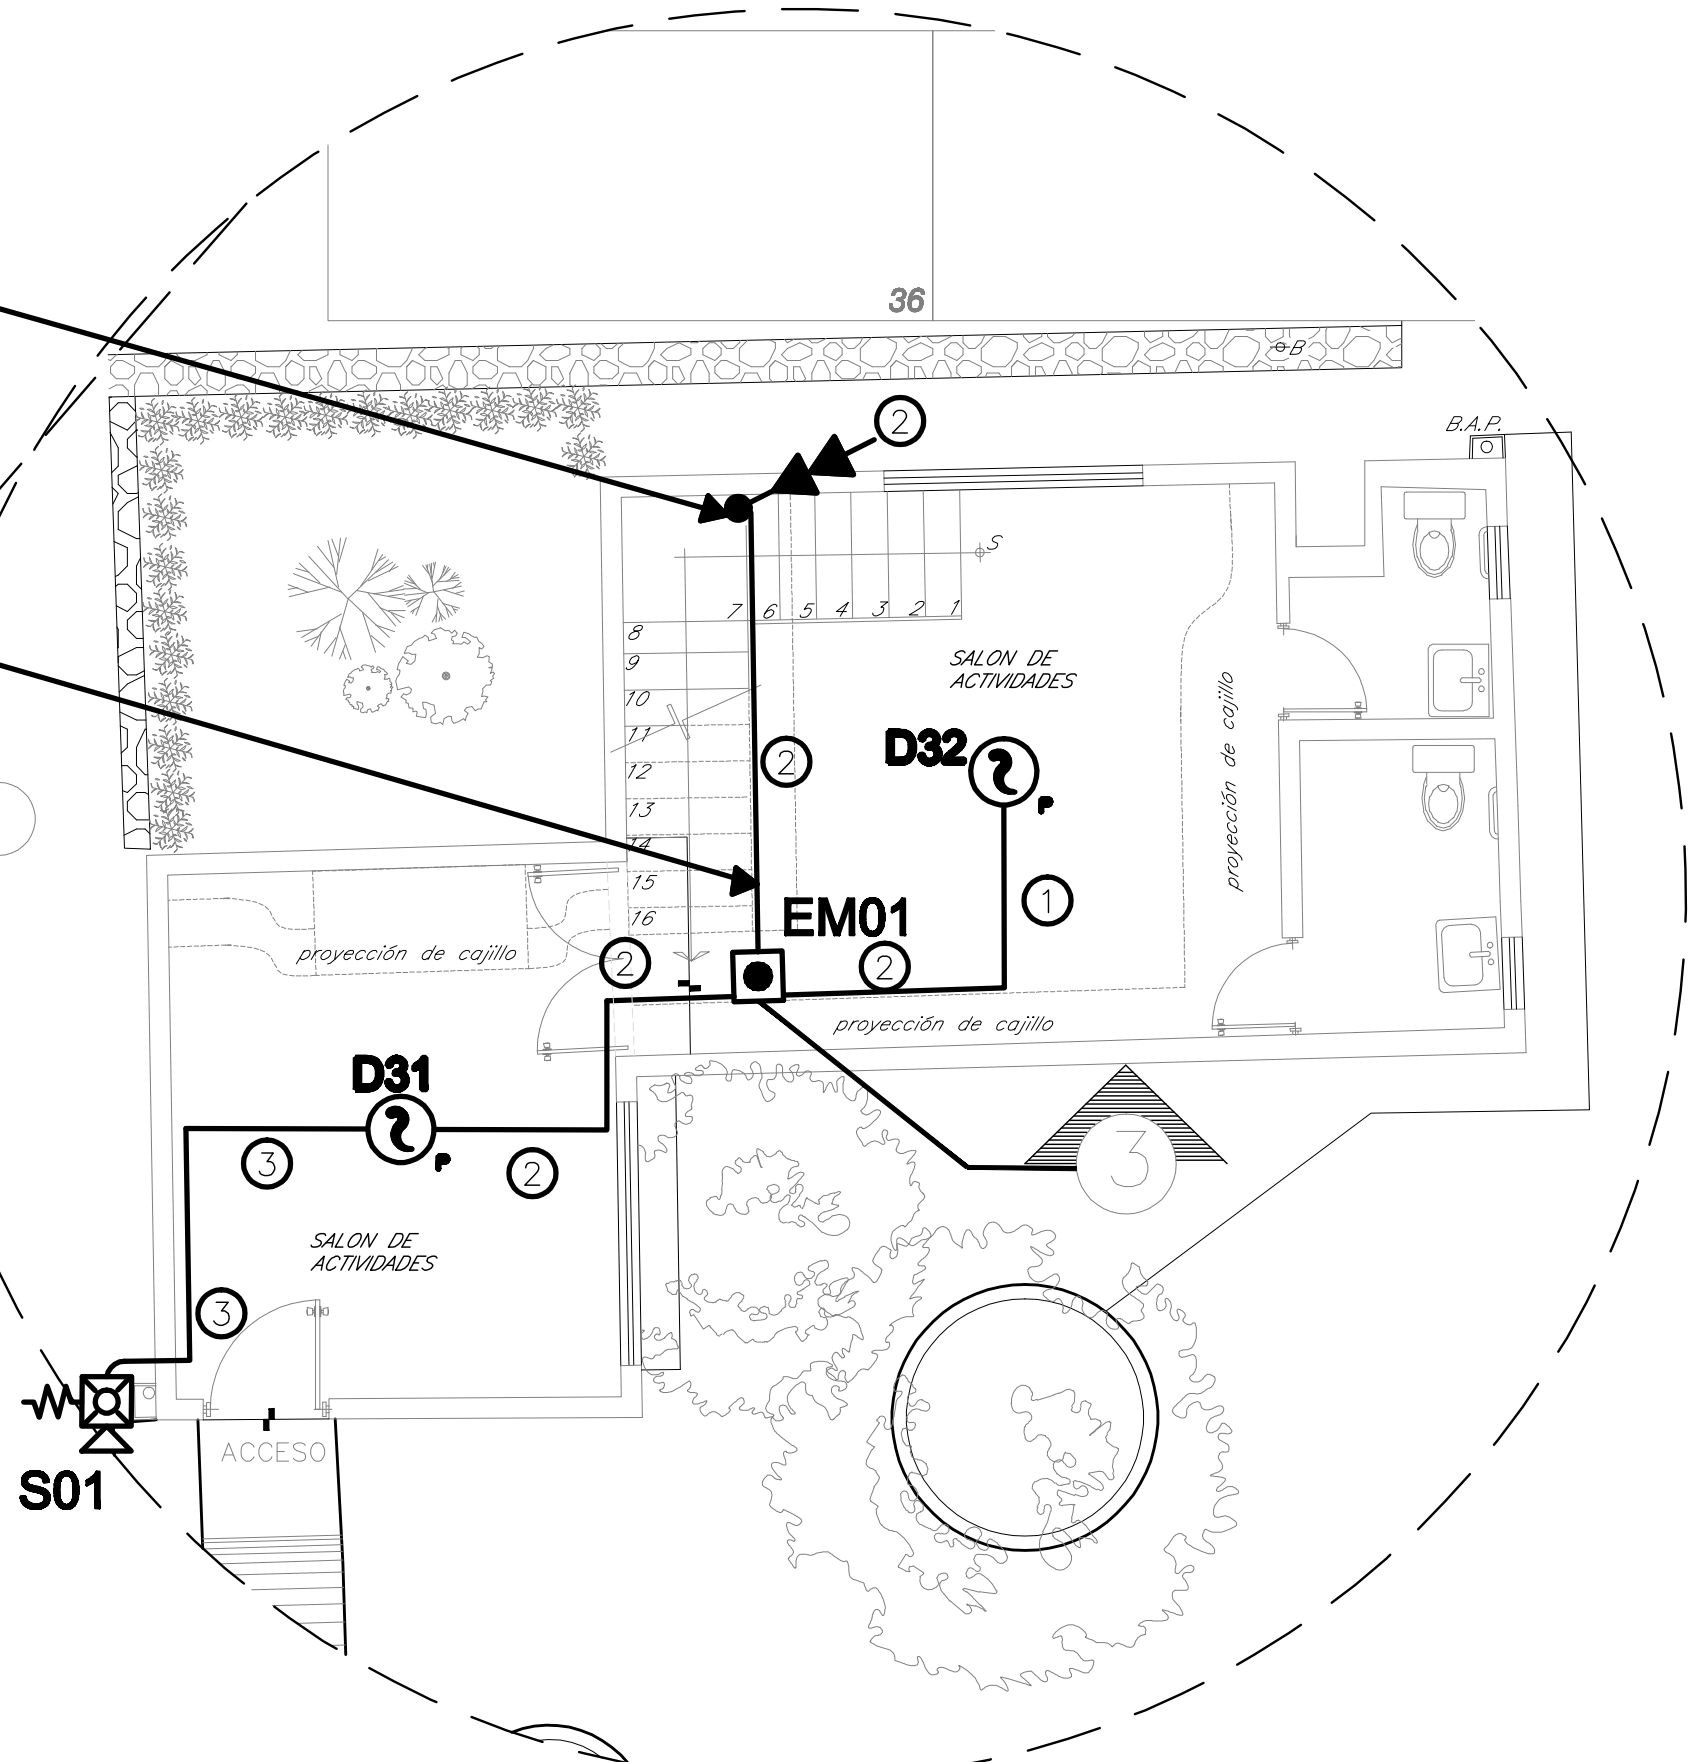 36
B
2
B.A.P.
S
7 6 5 4 3 2 1
8
9
10
11
12
13
14
15
16
SALON DE
ACTIVIDADES
proyección de cajillo
D32
P
2
1
EM01
2
2
proyección de cajillo
proyección de cajillo
D31
P
3
2
3
SALON DE
ACTIVIDADES
3
ACCESO
S01